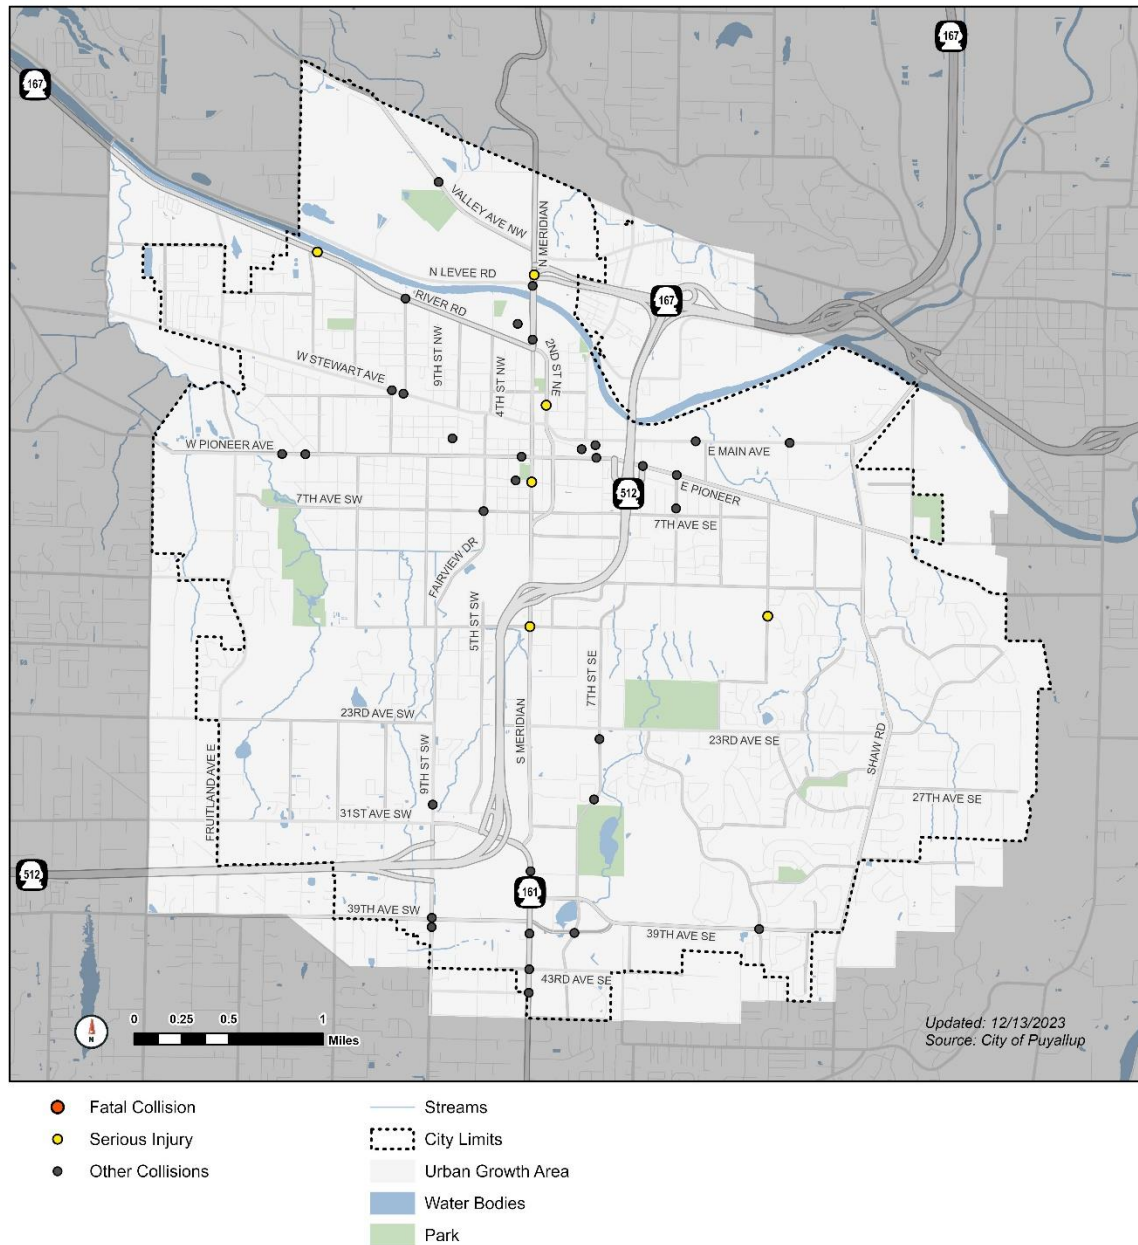 167
167
VALLEY AVE NW
N MERIDIAN
N LEVEE RD
167
RIVER RD
9TH ST NW
4TH ST NW
2ND ST NE
W STEWART AVE
W PIONEER AVE
E MAIN AVE
E PIONEER
512
7TH AVE SW
7TH AVE SE
FAIRVIEW DR
5TH ST SW
7TH ST SE
S MERIDIAN
23RD AVE SW
23RD AVE SE
SHAW RD
FRUITLAND AVE E
9TH ST SW
31ST AVE SW
27TH AVE SE
512
161
39TH AVE SW
39TH AVE SE
43RD AVE SE
N
0 0.25 0.5 1
Miles
Updated: 12/13/2023
Source: City of Puyallup
Fatal Collision
Serious Injury
Other Collisions
Streams
City Limits
Urban Growth Area
Water Bodies
Park